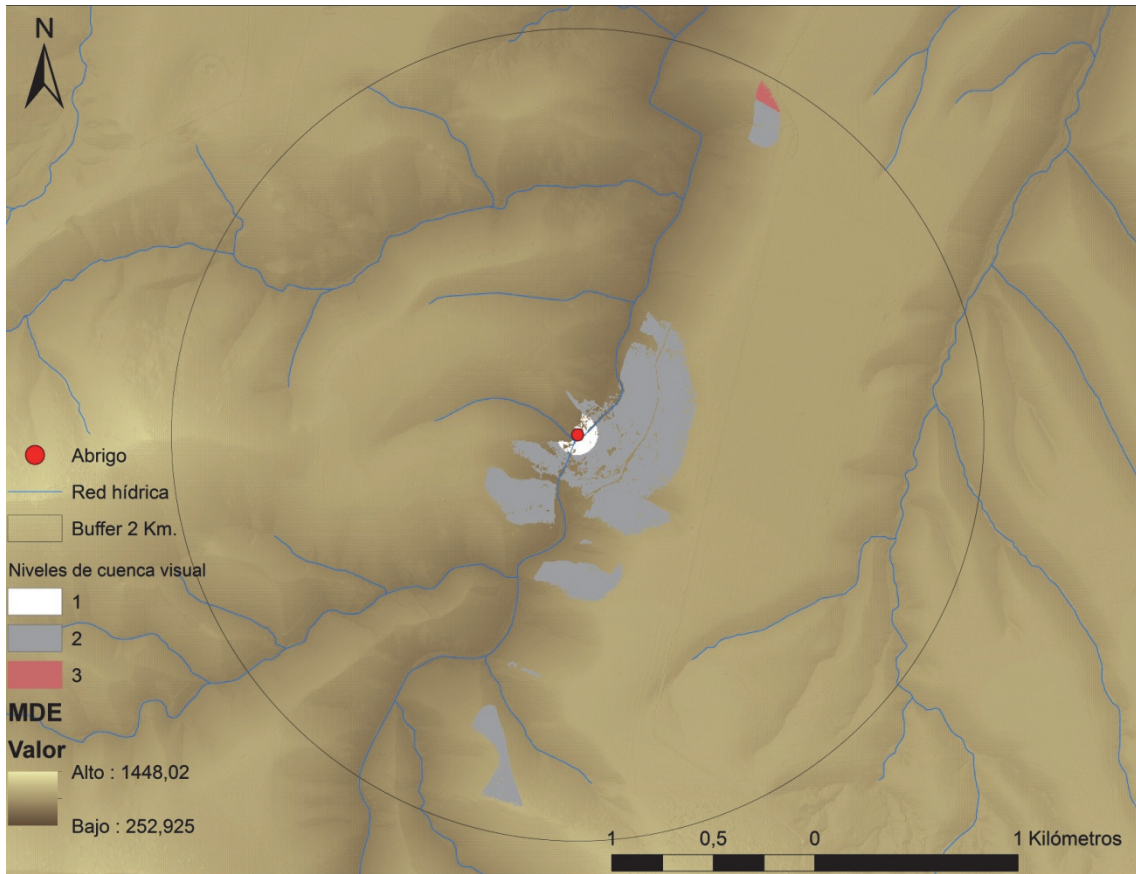 N
Abrigo
Red hídrica
Buffer 2 Km.
Niveles de cuenca visual
1
2
3
MDE
Valor
Alto : 1448,02
Bajo : 252,925
1 0,5 0 1 Kilómetros